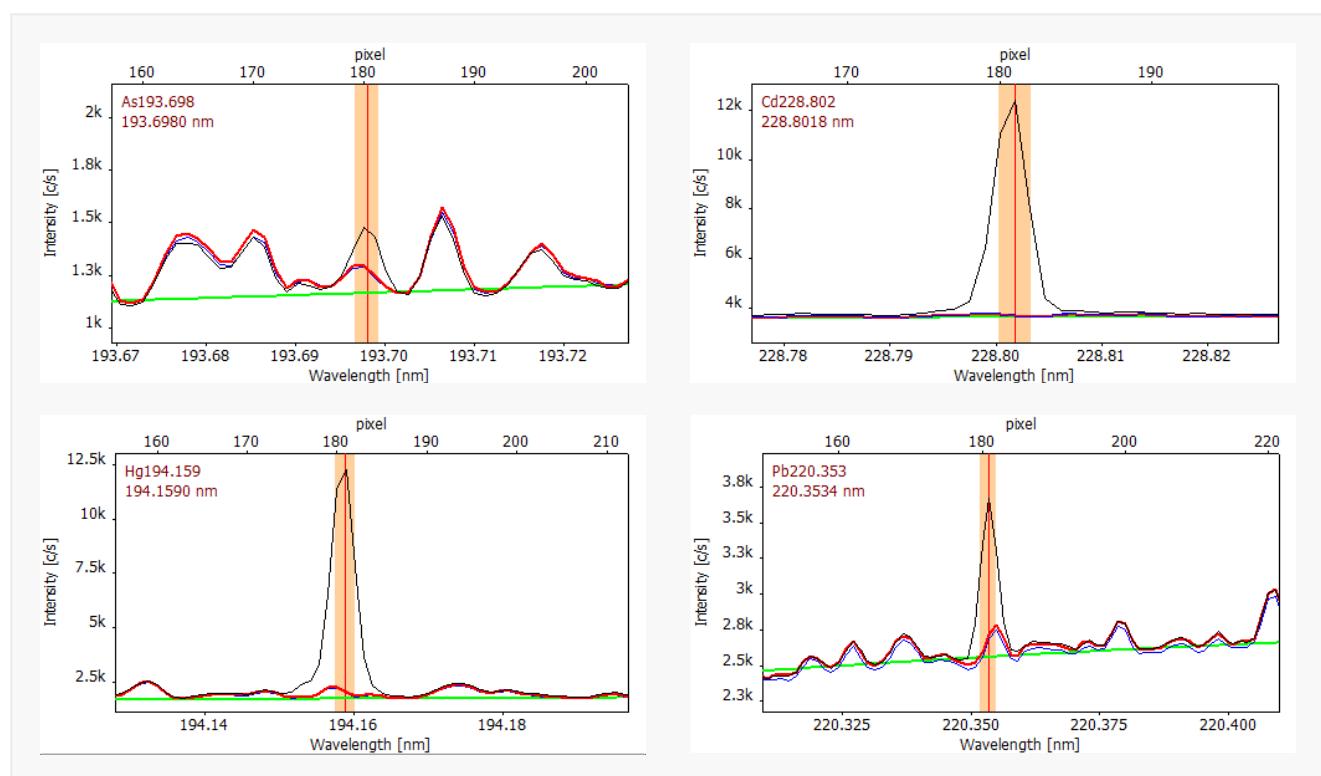 pixel
160 170 180 190 200
As193.698
193.6980 nm
2k
1.8k
1.5k
1.3k
1k
Intensity [c/s]
193.67 193.68 193.69 193.70 193.71 193.72
Wavelength [nm]
pixel
170 180 190
Cd228.802
228.8018 nm
12k
10k
8k
6k
4k
Intensity [c/s]
228.78 228.79 228.80 228.81 228.82
Wavelength [nm]
pixel
160 170 180 190 200 210
Hg194.159
194.1590 nm
12.5k
10k
7.5k
5k
2.5k
Intensity [c/s]
194.14 194.16 194.18
Wavelength [nm]
pixel
160 180 200 220
Pb220.353
220.3534 nm
3.8k
3.5k
3.3k
3k
2.8k
2.5k
2.3k
Intensity [c/s]
220.325 220.350 220.375 220.400
Wavelength [nm]